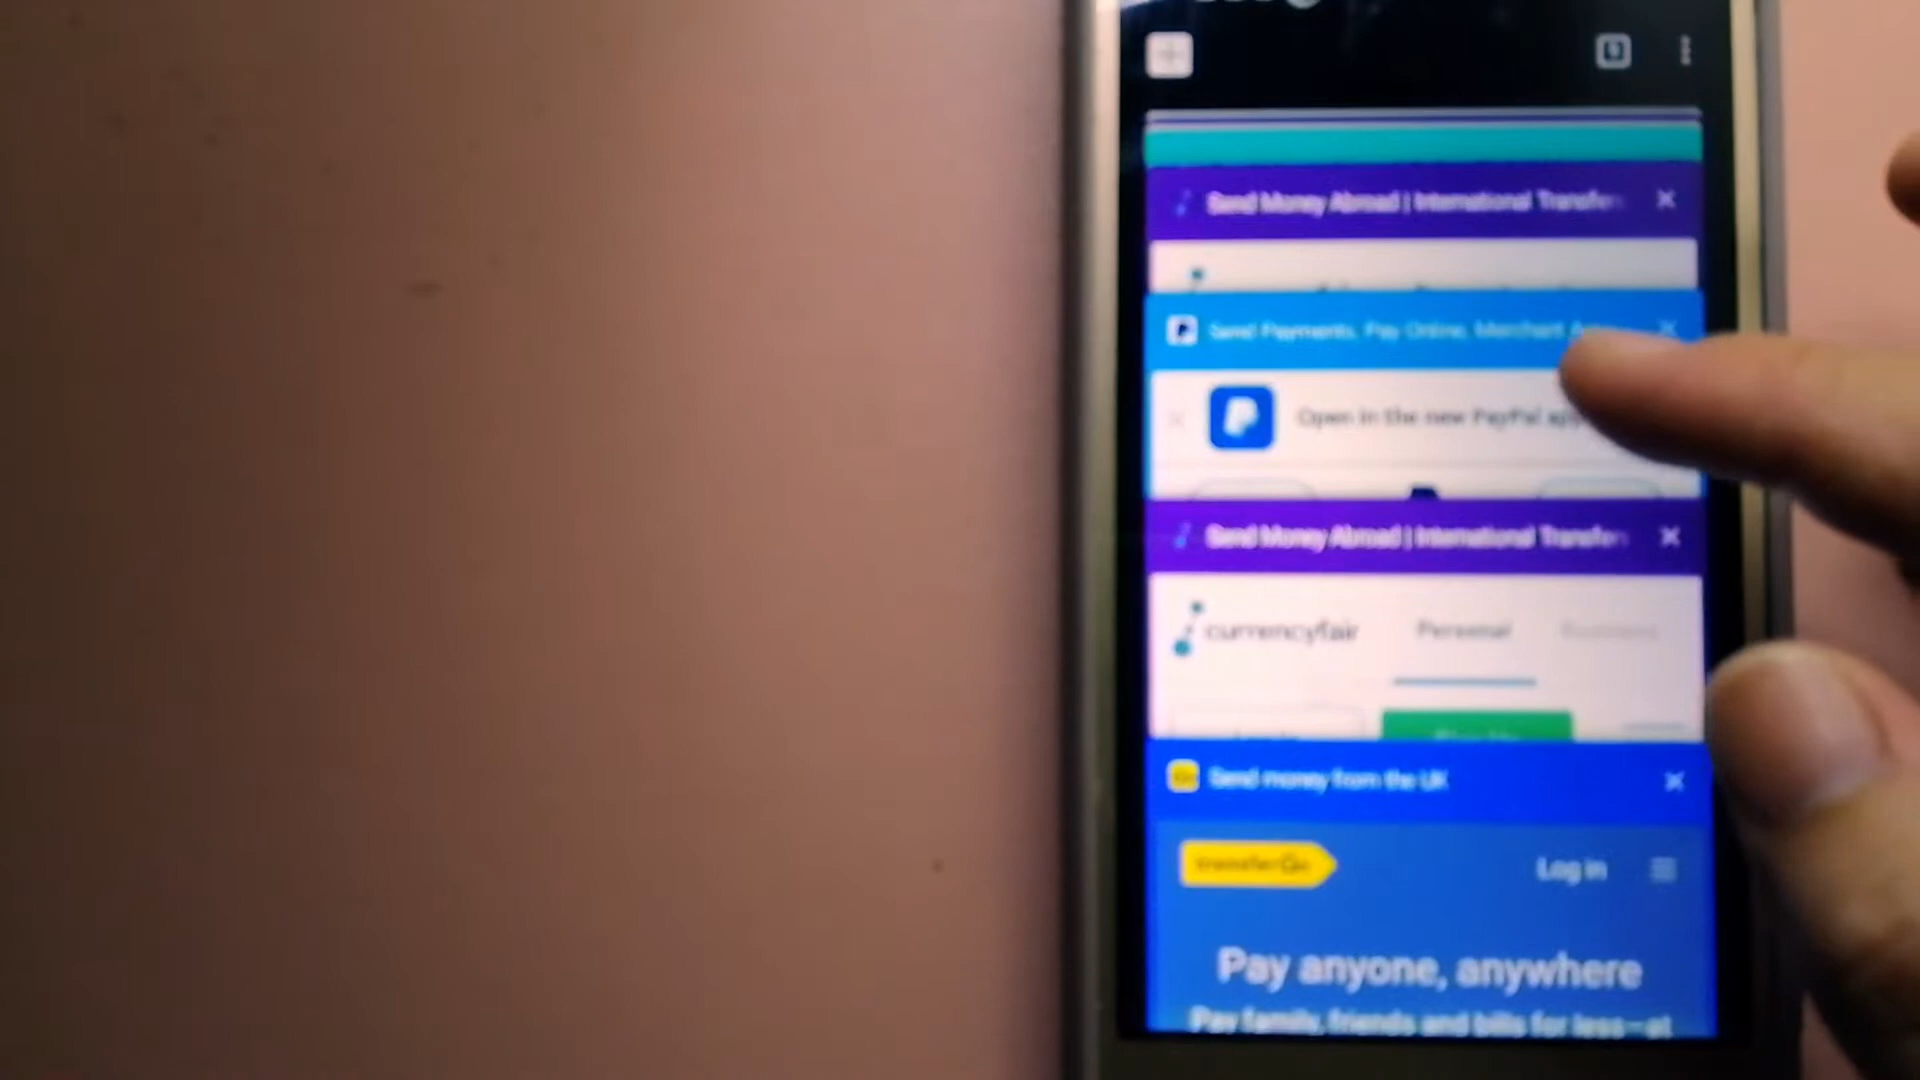 Send Money Abroad | International Transfer
Send Payments, Pay Online, Merchant
Open in the new PayPal app
Send Money Abroad | International Transfer
currencyfair Personal Business
Send money from the UK
transferGo Log in
Pay anyone, anywhere
Pay family, friends and bills for less—at